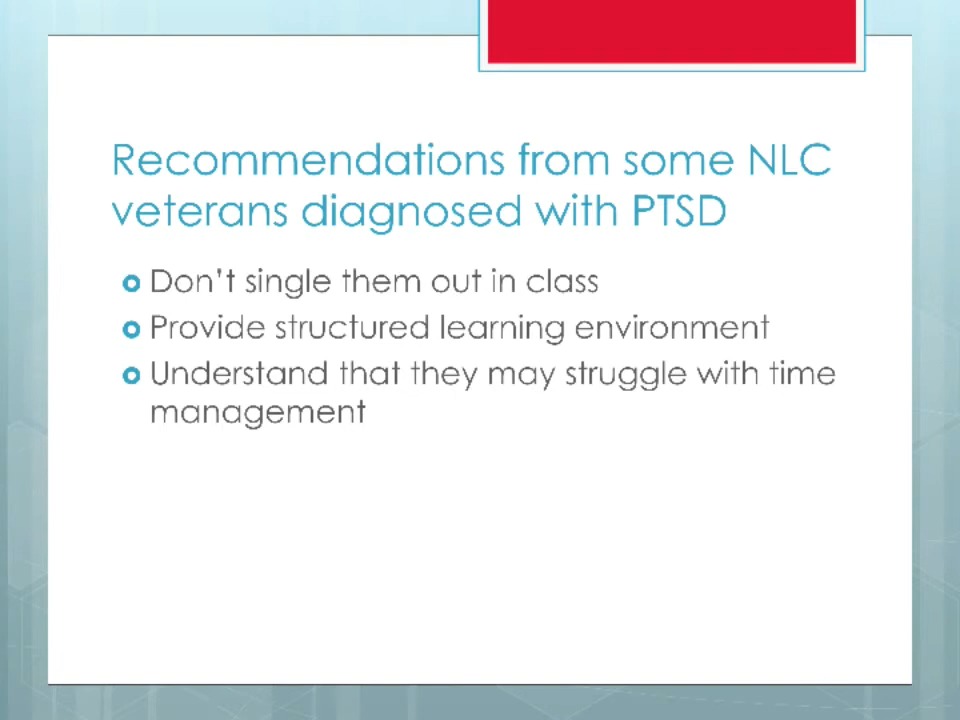 Recommendations from some NLC
veterans diagnosed with PTSD
Don't single them out in class
Provide structured learning environment
Understand that they may struggle with time
management